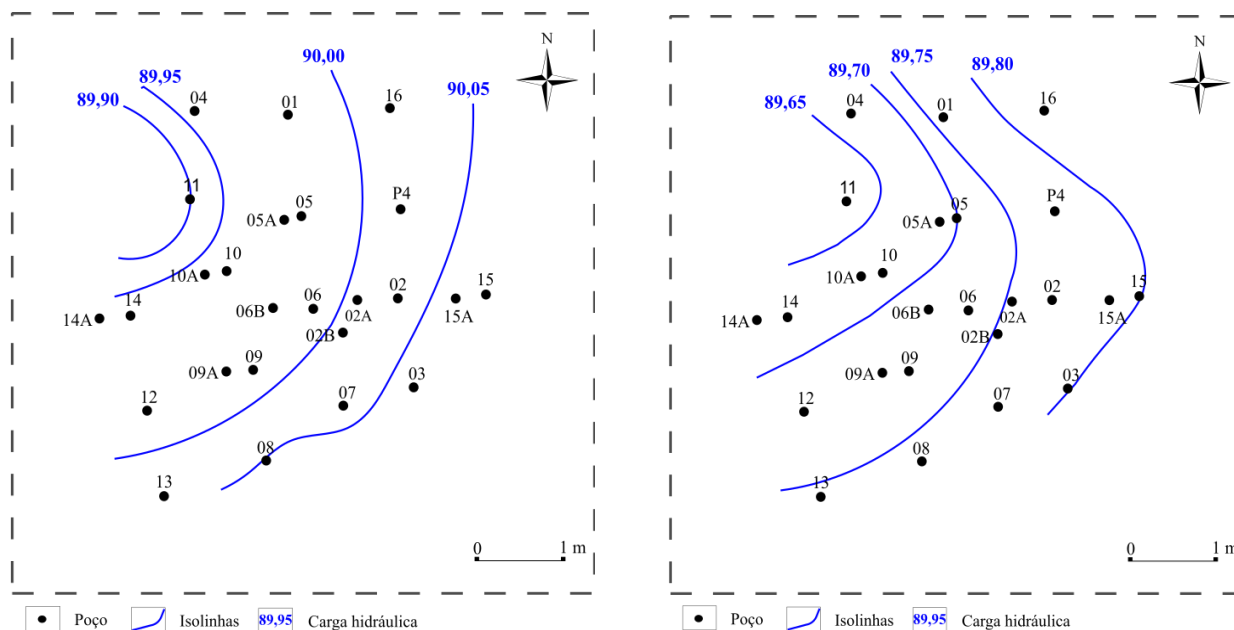 90,00
N
89,95
90,05
89,90
04
01
16
11
P4
05
05A
10
10A
15
02
06
06B
14
14A
02A
15A
02B
09
09A
03
07
12
08
13
0 1 m
Poço Isolinhas 89,95 Carga hidráulica
89,75
N
89,80
89,70
89,65
04
01
16
11
P4
05
05A
10
10A
15
02
06
06B
14
14A
02A
15A
02B
09
09A
03
07
12
08
13
0 1 m
Poço Isolinhas 89,95 Carga hidráulica